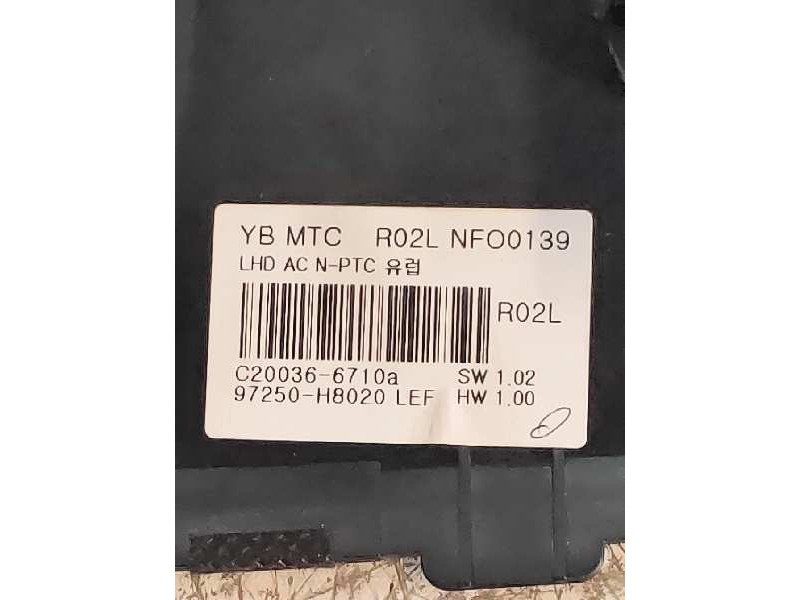 YB MTC R02L NFO0139
LHD AC N-PTC 유럽
R02L
C20036-6710a SW 1.02
97250-H8020 LEF HW 1.00